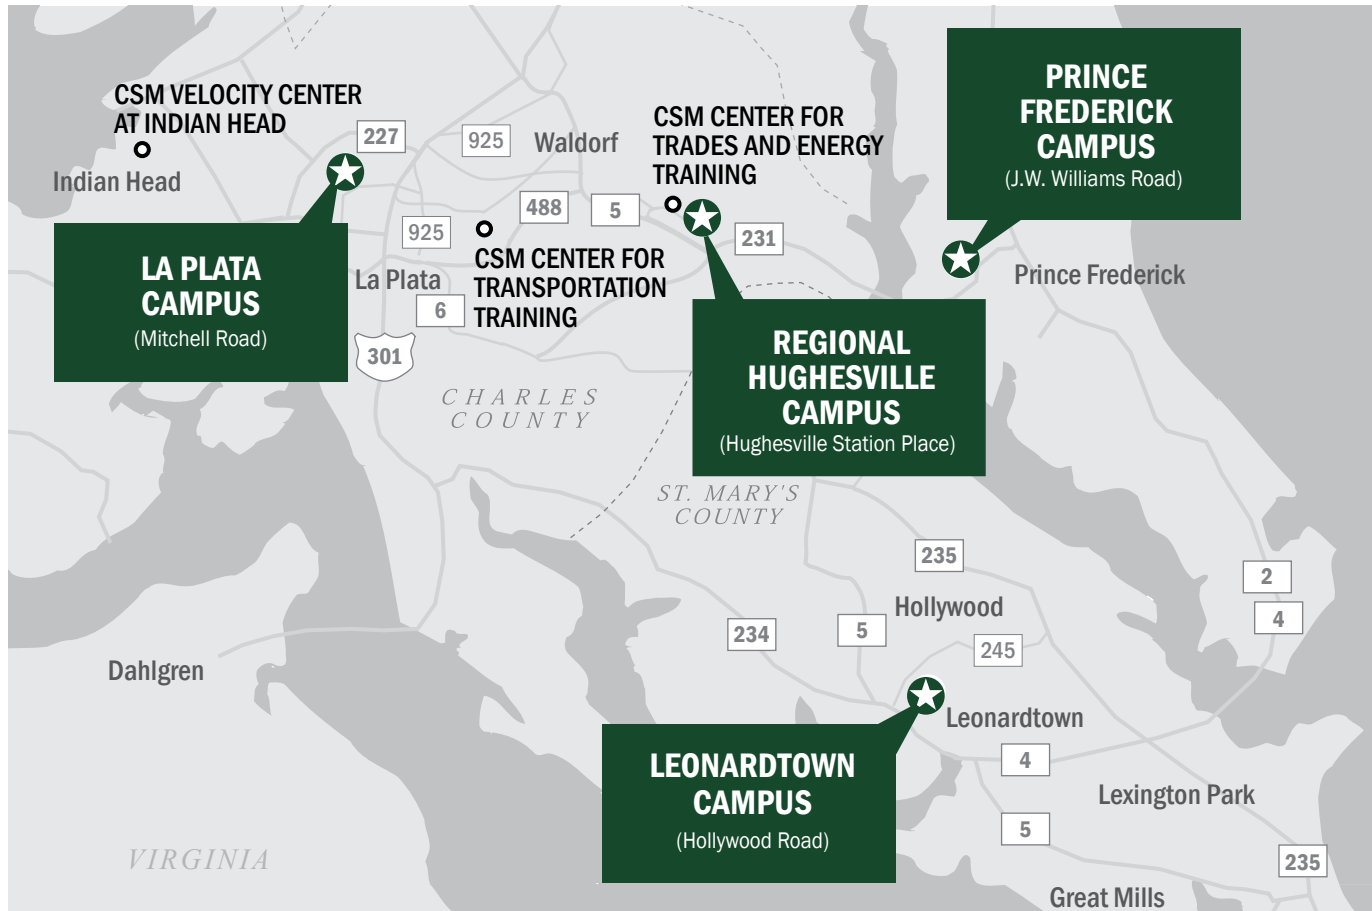 PRINCE
FREDERICK
CAMPUS
(J.W. Williams Road)
CSM VELOCITY CENTER
AT INDIAN HEAD
227
925
Waldorf
CSM CENTER FOR
TRADES AND ENERGY
TRAINING
Indian Head
488
5
925
231
LA PLATA
CAMPUS
(Mitchell Road)
La Plata
CSM CENTER FOR
TRANSPORTATION
TRAINING
6
301
Prince Frederick
REGIONAL
HUGHESVILLE
CAMPUS
(Hughesville Station Place)
CHARLES
COUNTY
ST. MARY'S
COUNTY
235
2
4
Hollywood
234
5
245
Dahlgren
Leonardtown
LEONARDTOWN
CAMPUS
(Hollywood Road)
4
Lexington Park
5
VIRGINIA
235
Great Mills